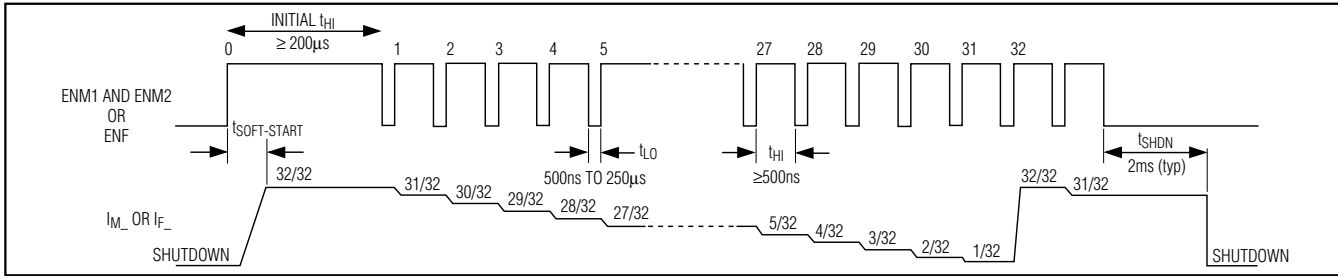 INITIAL tHI
≥ 200µs
0 1 2 3 4 5 27 28 29 30 31 32
ENM1 AND ENM2
OR
ENF
tSOFT-START
tLO
500ns TO 250µs
tHI
≥500ns
tSHDN
2ms (typ)
32/32 31/32 30/32 29/32 28/32 27/32 5/32 4/32 3/32 2/32 1/32 32/32 31/32
IM_ OR IF_
SHUTDOWN SHUTDOWN